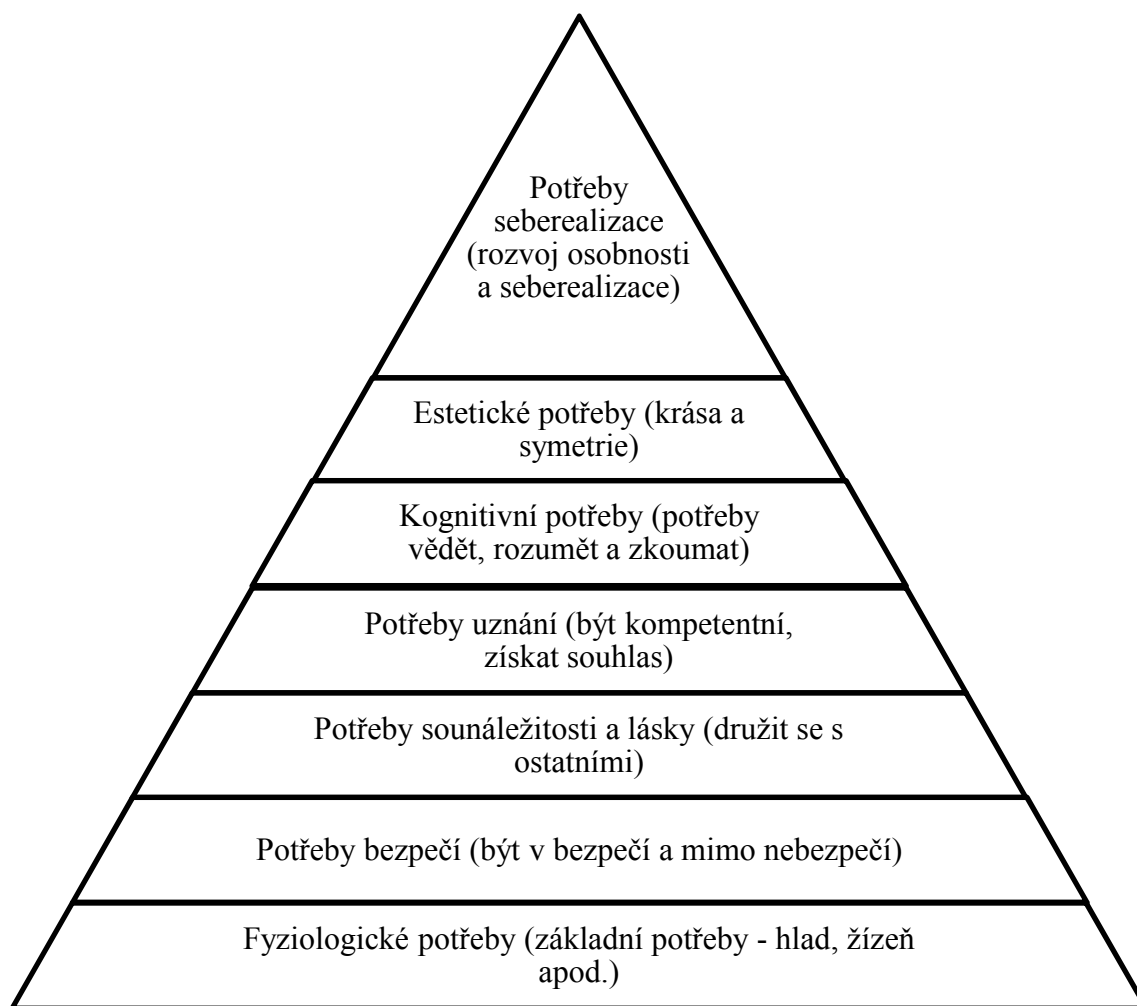 Potřeby
seberealizace
(rozvoj osobnosti
a seberealizace)
Estetické potřeby (krása a
symetrie)
Kognitivní potřeby (potřeby
vědět, rozumět a zkoumat)
Potřeby uznání (být kompetentní,
získat souhlas)
Potřeby sounáležitosti a lásky (družit se s
ostatními)
Potřeby bezpečí (být v bezpečí a mimo nebezpečí)
Fyziologické potřeby (základní potřeby - hlad, žízeň
apod.)